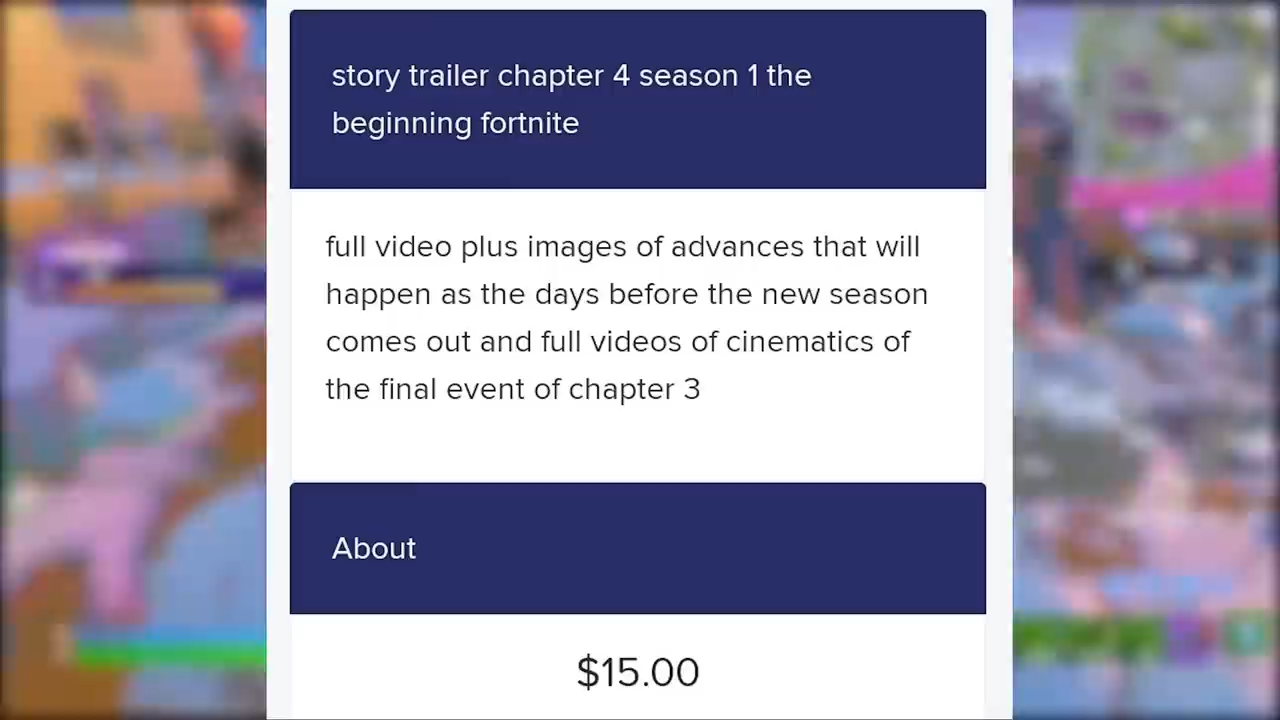 story trailer chapter 4 season 1 the
beginning fortnite
full video plus images of advances that will
happen as the days before the new season
comes out and full videos of cinematics of
the final event of chapter 3
About
$15.00